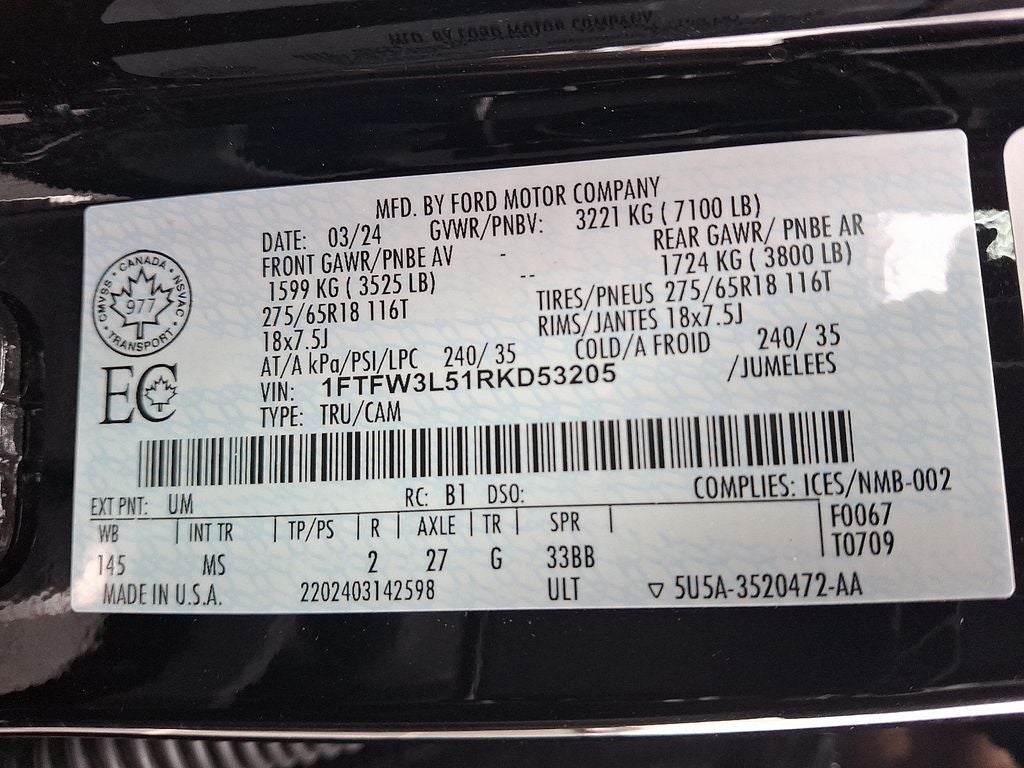 MFD. BY FORD MOTOR COMPANY
DATE: 03/24 GVWR/PNBV: 3221 KG ( 7100 LB)
FRONT GAWR/PNBE AV - REAR GAWR/ PNBE AR
1599 KG ( 3525 LB) -- 1724 KG ( 3800 LB)
275/65R18 116T TIRES/PNEUS 275/65R18 116T
18x7.5J RIMS/JANTES 18x7.5J
AT/A kPa/PSI/LPC 240/ 35 COLD/A FROID 240/ 35
VIN: 1FTFW3L51RKD53205 /JUMELEES
TYPE: TRU/CAM
CANADA
CMVSS NSVAC
977
TRANSPORT
EC
EXT PNT: UM RC: B1 DSO: COMPLIES: ICES/NMB-002
WB | INT TR | TP/PS | R | AXLE | TR | SPR | F0067
145 MS 2 27 G 33BB T0709
MADE IN U.S.A. 2202403142598 ULT ▽ 5U5A-3520472-AA